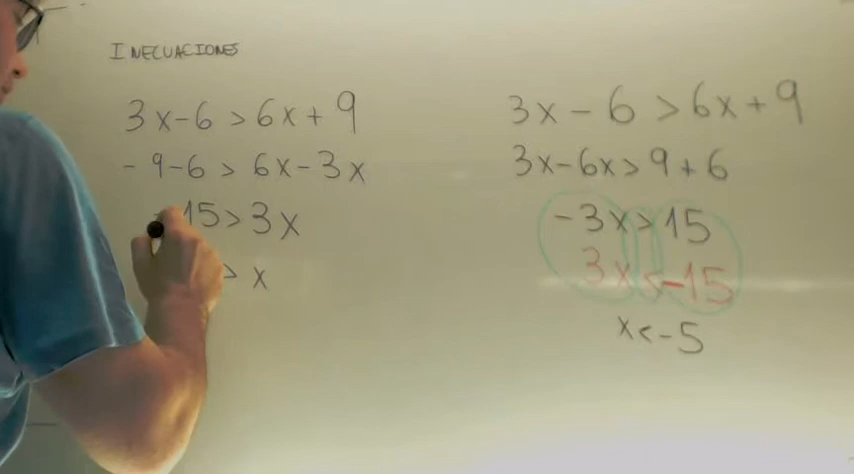 INECUACIONES
3x-6 > 6x + 9
- 9-6 > 6x-3x
15 > 3x
> x
3x - 6 > 6x + 9
3x-6x > 9 + 6
-3x > 15
3x < -15
x < -5